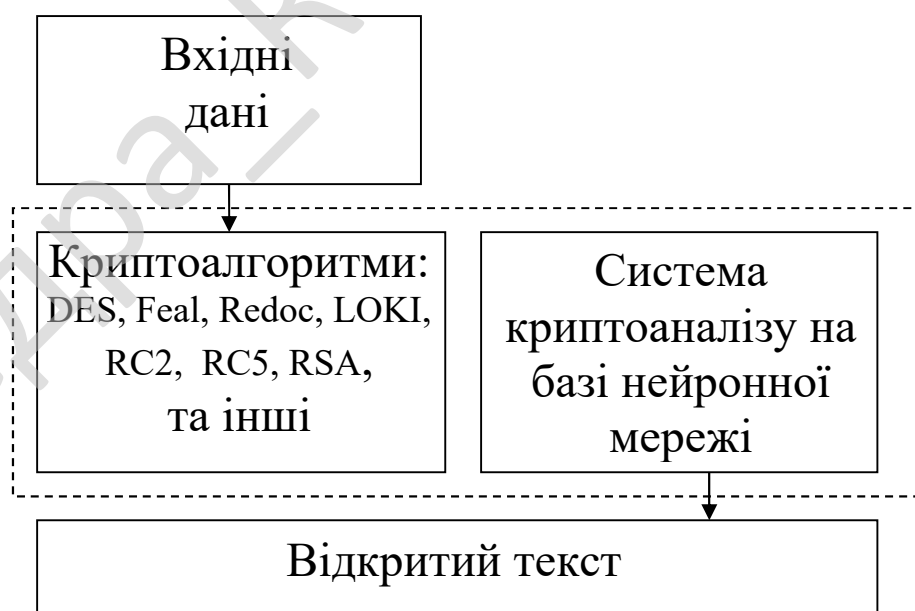 Вхідні
дані
Криптоалгоритми:
DES, Feal, Redoc, LOKI,
RC2, RC5, RSA,
та інші
Система
криптоаналізу на
базі нейронної
мережі
Відкритий текст